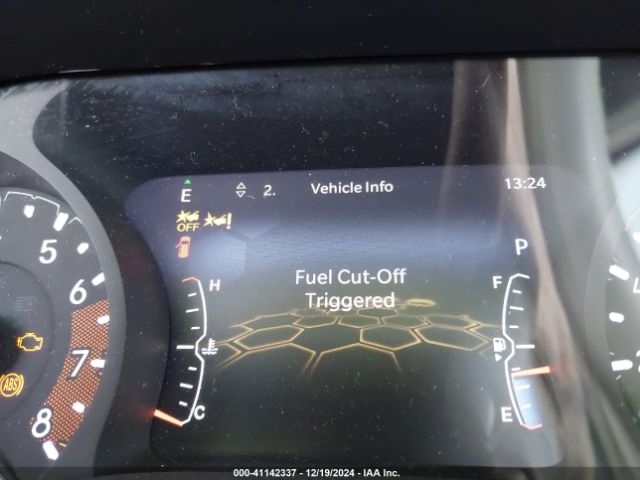 E 2. Vehicle Info 13:24
OFF !
P
5
6
7
8
ABS
H
C
Fuel Cut-Off
Triggered
F
E
000-41142337 - 12/19/2024 - IAA Inc.